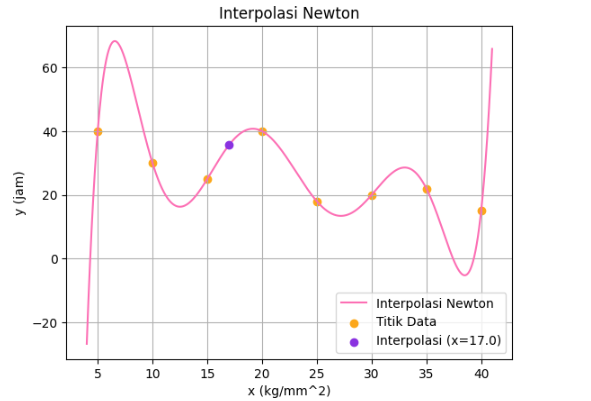 Interpolasi Newton
y (jam)
60
40
20
0
−20
5 10 15 20 25 30 35 40
x (kg/mm^2)
Interpolasi Newton
Titik Data
Interpolasi (x=17.0)